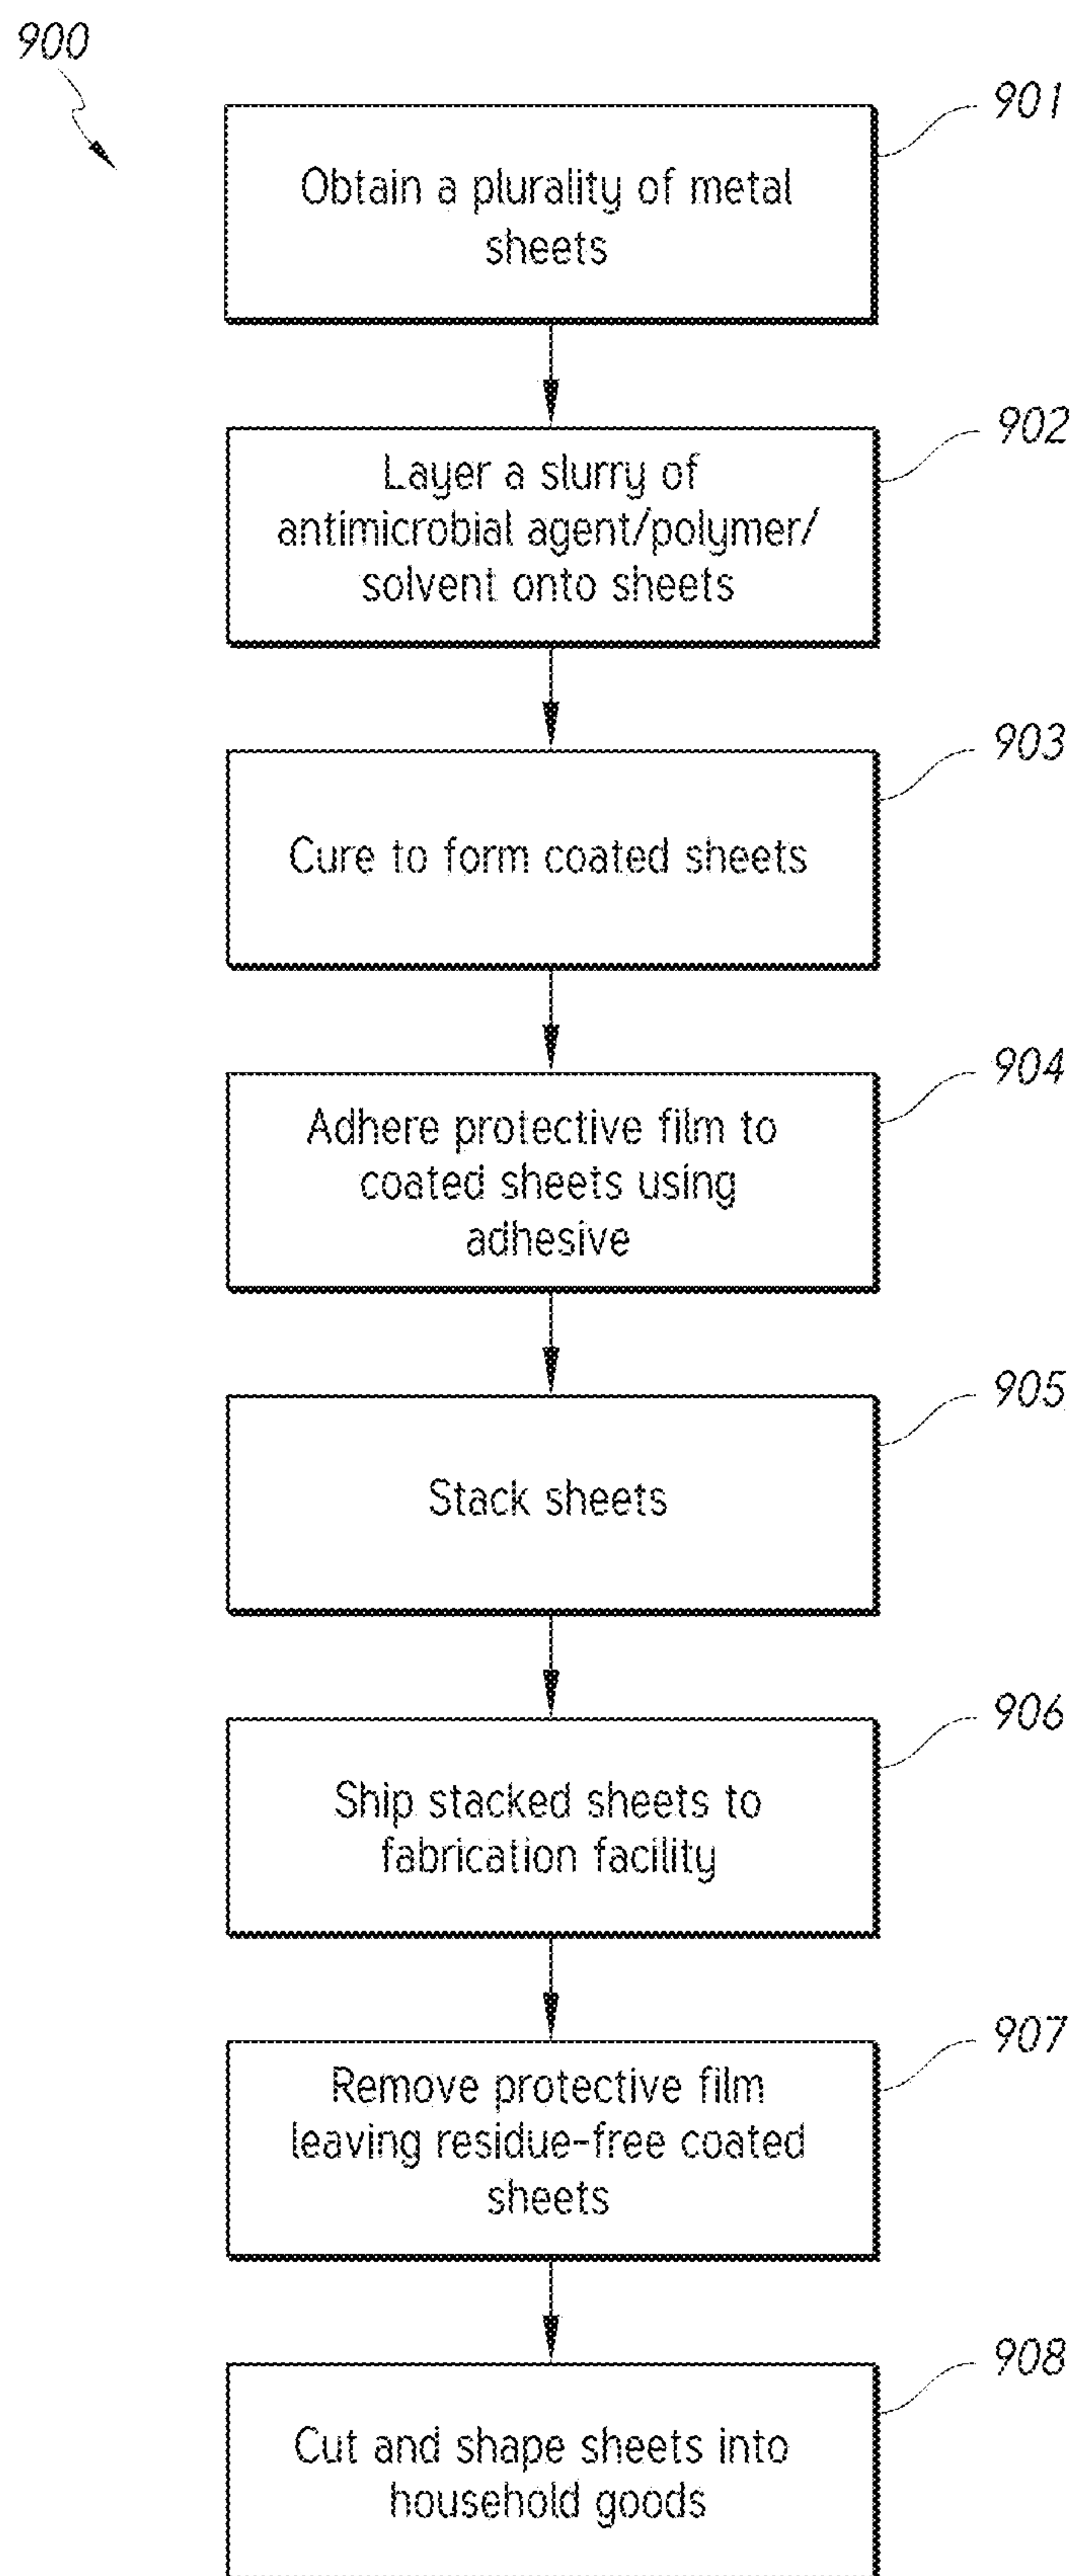 900
901
Obtain a plurality of metal
sheets
902
Layer a slurry of
antimicrobial agent/polymer/
solvent onto sheets
903
Cure to form coated sheets
904
Adhere protective film to
coated sheets using
adhesive
905
Stack sheets
906
Ship stacked sheets to
fabrication facility
907
Remove protective film
leaving residue-free coated
sheets
908
Cut and shape sheets into
household goods